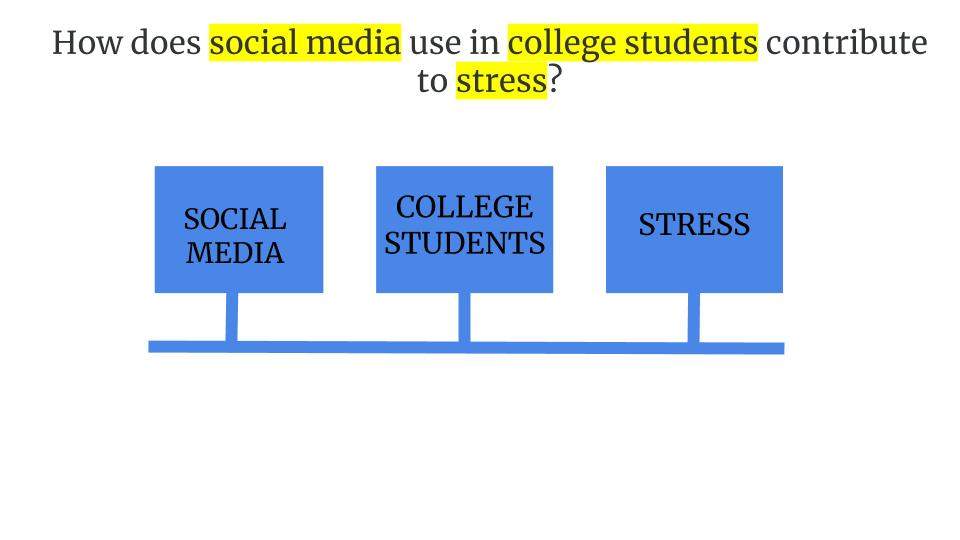 How does social media use in college students contribute
to stress?
SOCIAL
MEDIA
COLLEGE
STUDENTS
STRESS